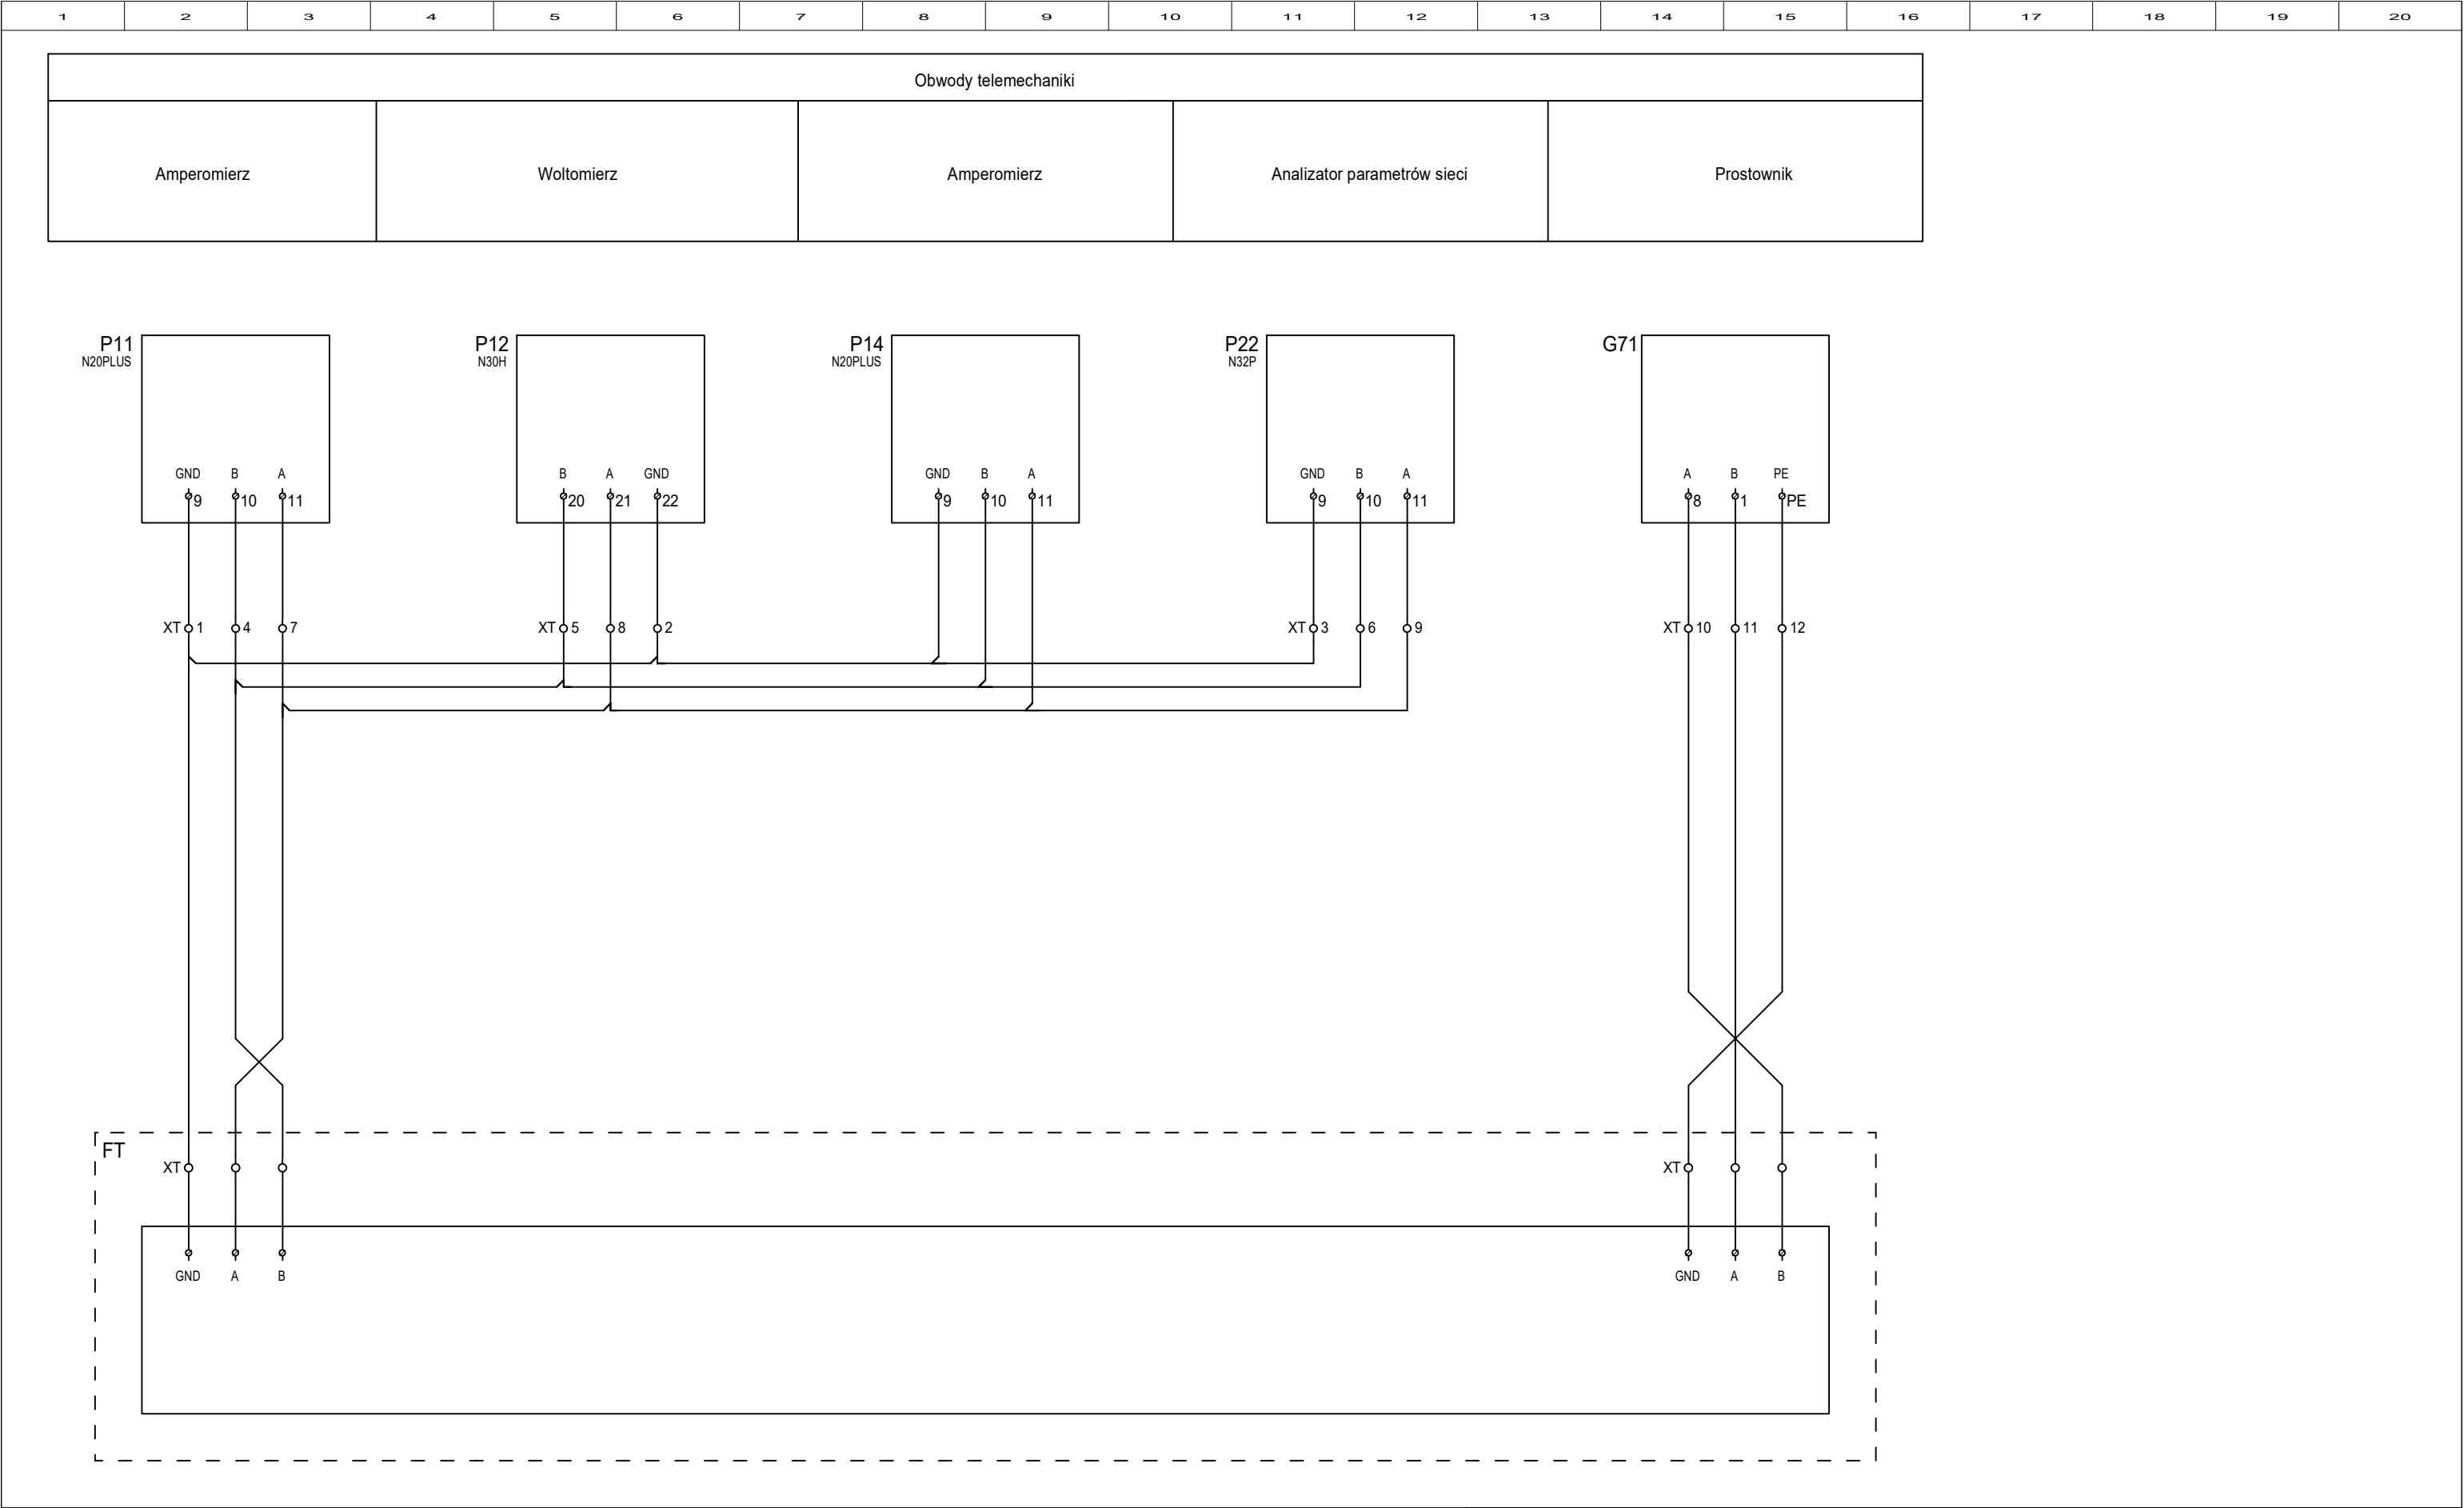 1 2 3 4 5 6 7 8 9 10 11 12 13 14 15 16 17 18 19 20
Obwody telemechaniki
Amperomierz Woltomierz Amperomierz Analizator parametrów sieci Prostownik
P11 P12 P14 P22 G71
N20PLUS N30H N20PLUS N32P
GND B A B A GND GND B A GND B A A B PE
9 10 11 20 21 22 9 10 11 9 10 11 8 1 PE
XT 1 4 7 XT 5 8 2 XT 3 6 9 XT 10 11 12
FT
XT XT
GND A B GND A B